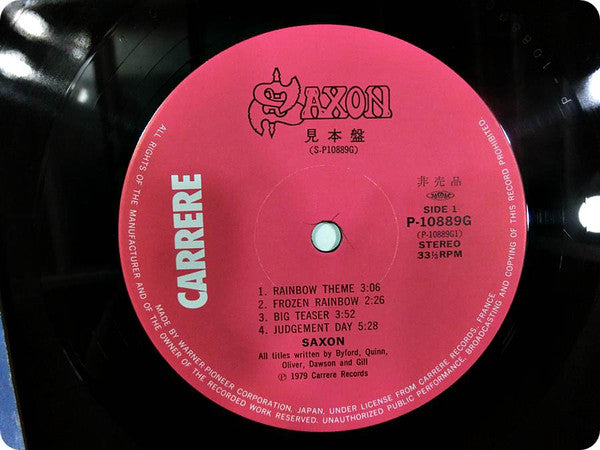 SAXON
見本盤
(S-P10889G)
CARRERE
非売品
SIDE 1
P-10889G
(P-10889G1)
STEREO
33⅓RPM
1. RAINBOW THEME 3:06
2. FROZEN RAINBOW 2:26
3. BIG TEASER 3:52
4. JUDGEMENT DAY 5:28
SAXON
All titles written by Byford, Quinn,
Oliver, Dawson and Gill
Ⓟ 1979 Carrere Records
ALL RIGHTS OF THE MANUFACTURER AND OF THE OWNER OF THE RECORDED WORK RESERVED. UNAUTHORIZED PUBLIC PERFORMANCE, BROADCASTING AND COPYING OF THIS RECORD PROHIBITED.
MADE BY WARNER-PIONEER CORPORATION, JAPAN, UNDER LICENSE FROM CARRERE RECORDS, FRANCE